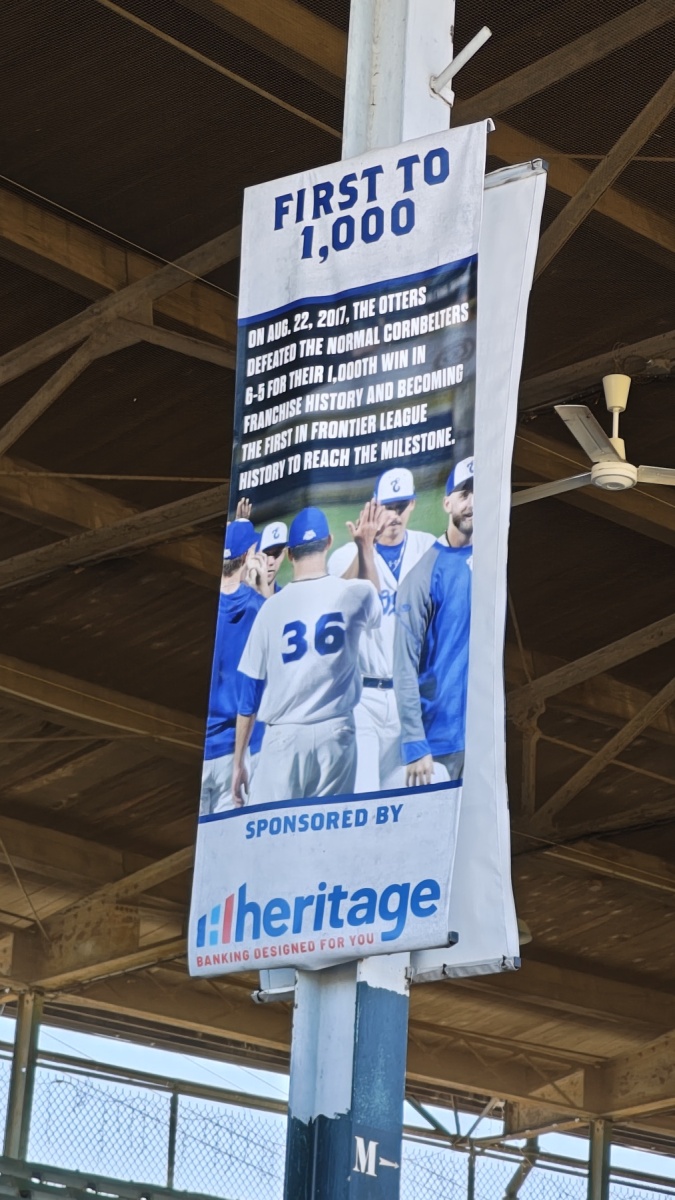 FIRST TO
1,000
ON AUG. 22, 2017, THE OTTERS
DEFEATED THE NORMAL CORNBELTERS
6-5 FOR THEIR 1,000TH WIN IN
FRANCHISE HISTORY AND BECOMING
THE FIRST IN FRONTIER LEAGUE
HISTORY TO REACH THE MILESTONE.
36
SPONSORED BY
heritage
BANKING DESIGNED FOR YOU
M